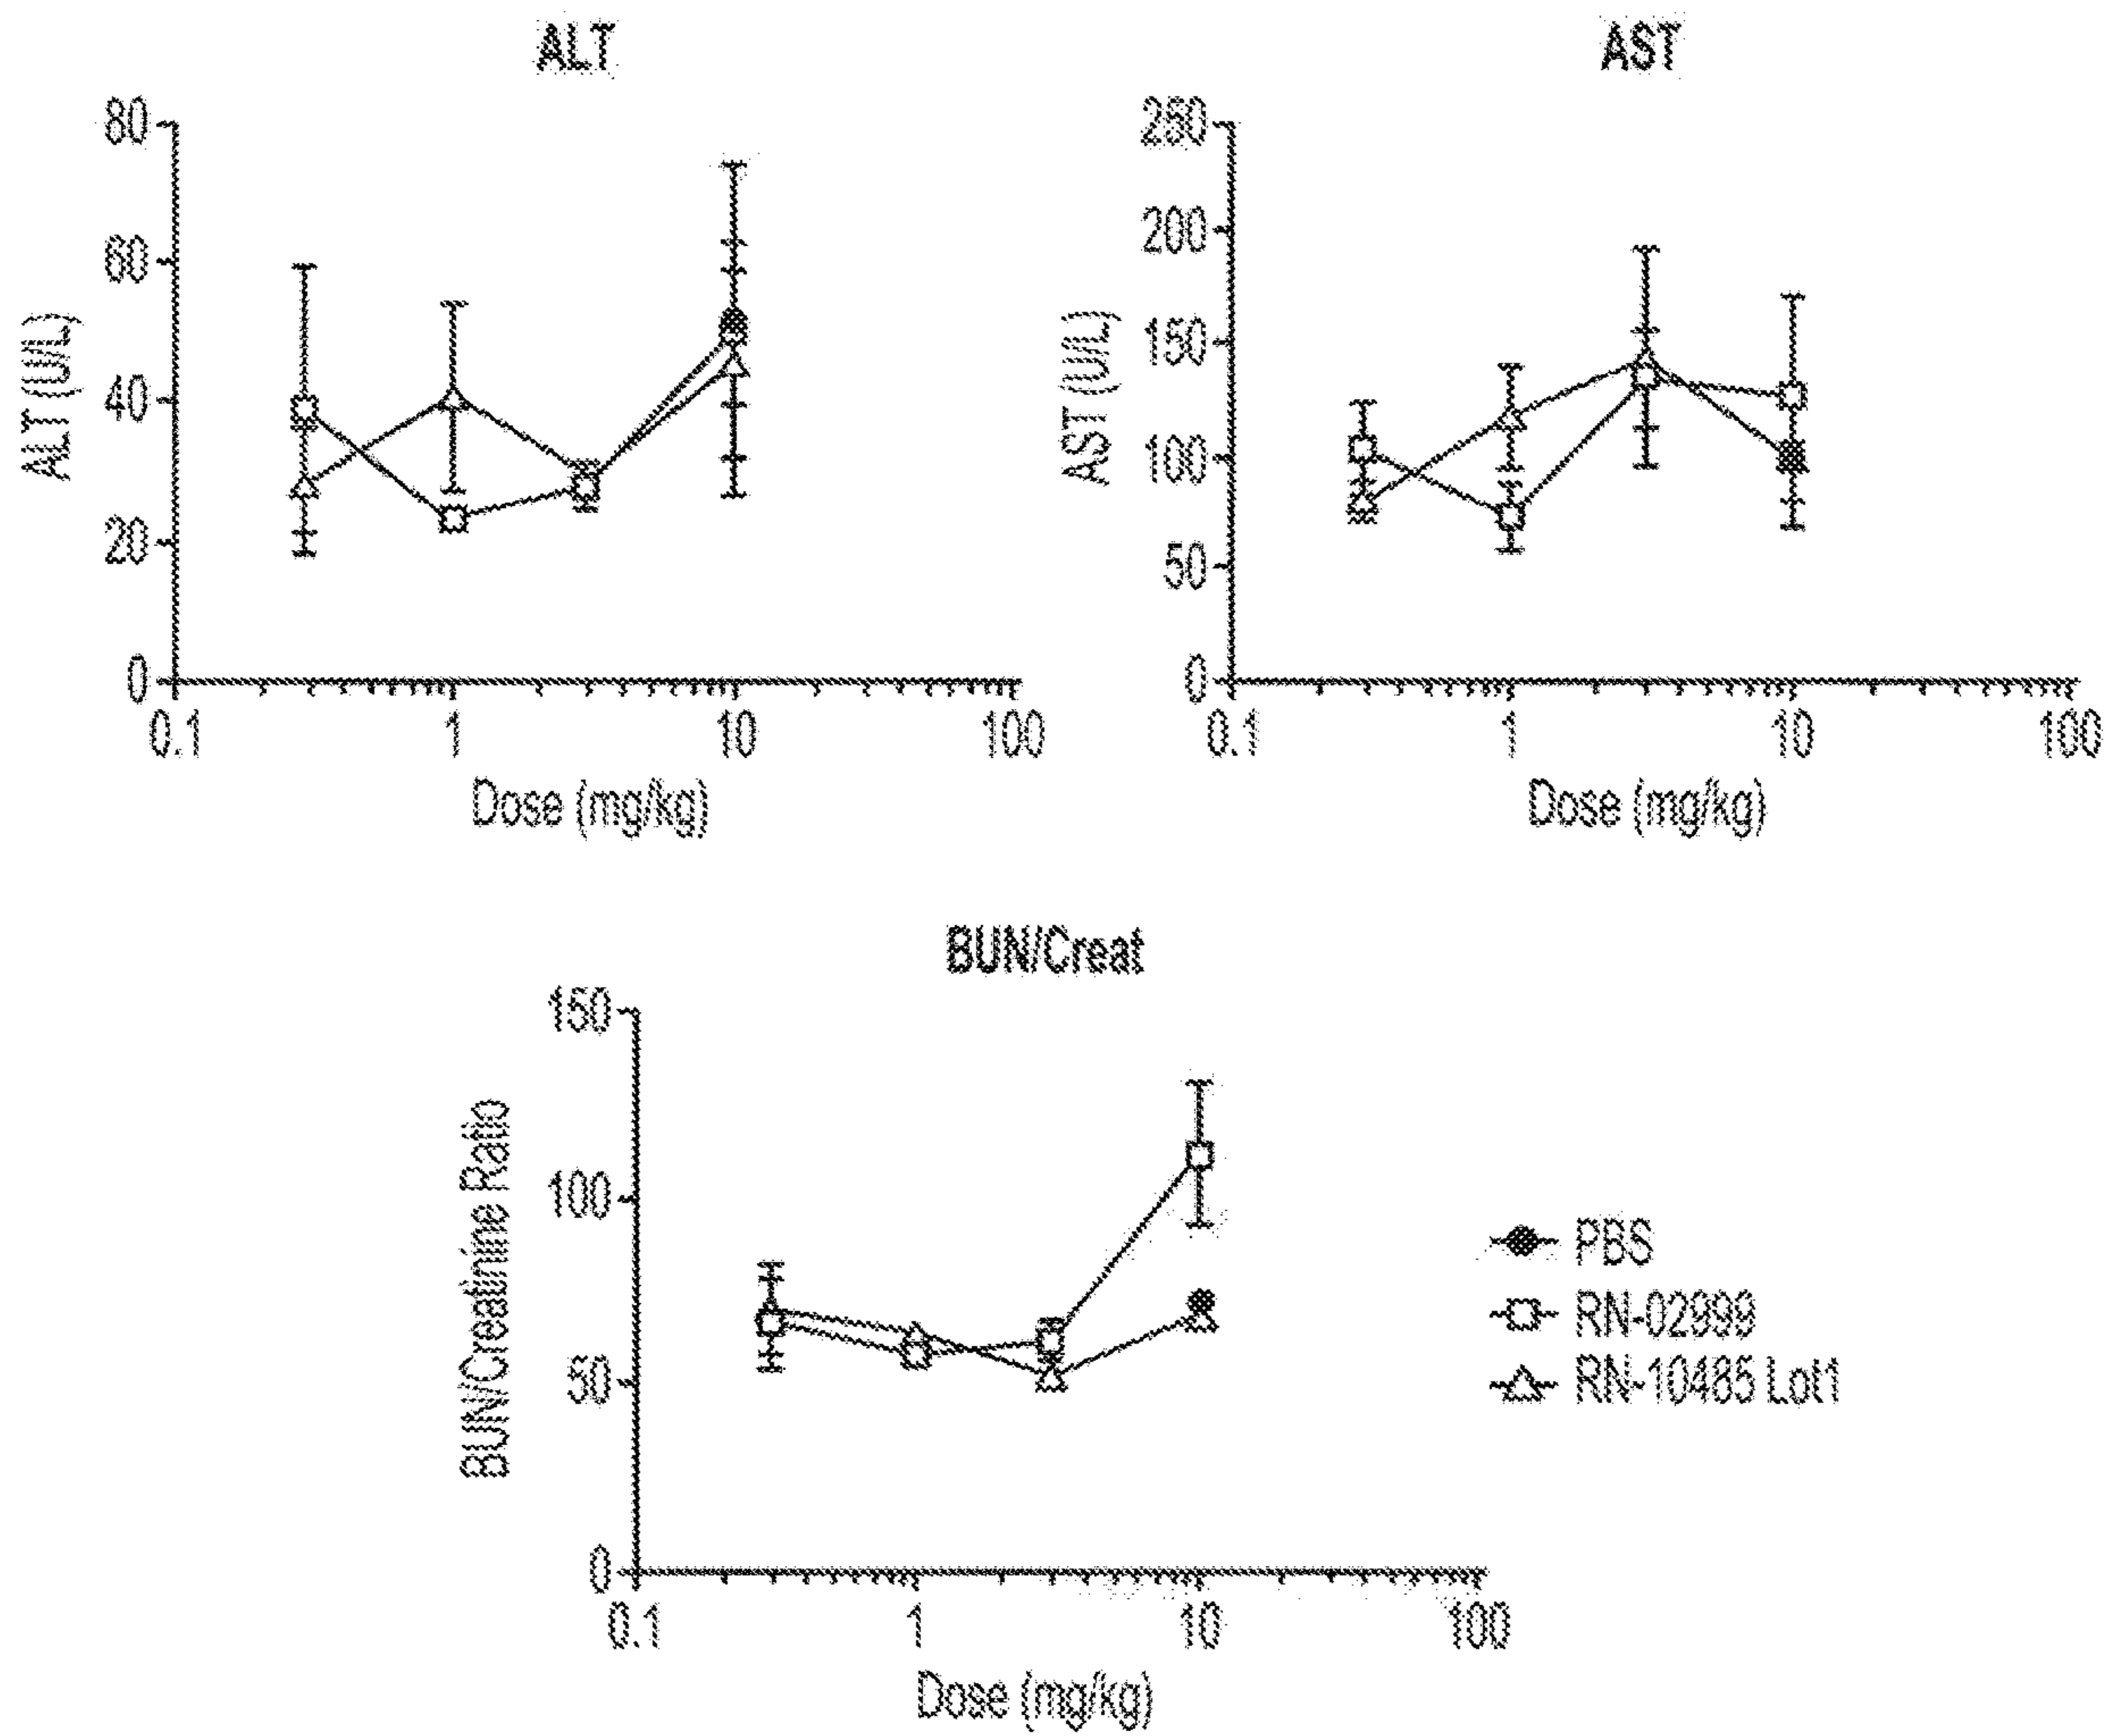 ALT
80
60
40
20
0
ALT (U/L)
0.1 1 10 100
Dose (mg/kg)
AST
250
200
150
100
50
0
AST (U/L)
0.1 1 10 100
Dose (mg/kg)
BUN/Creat
150
100
50
0
BUN/Creatinine Ratio
0.1 1 10 100
Dose (mg/kg)
PBS
RN-02999
RN-10485 Lot1